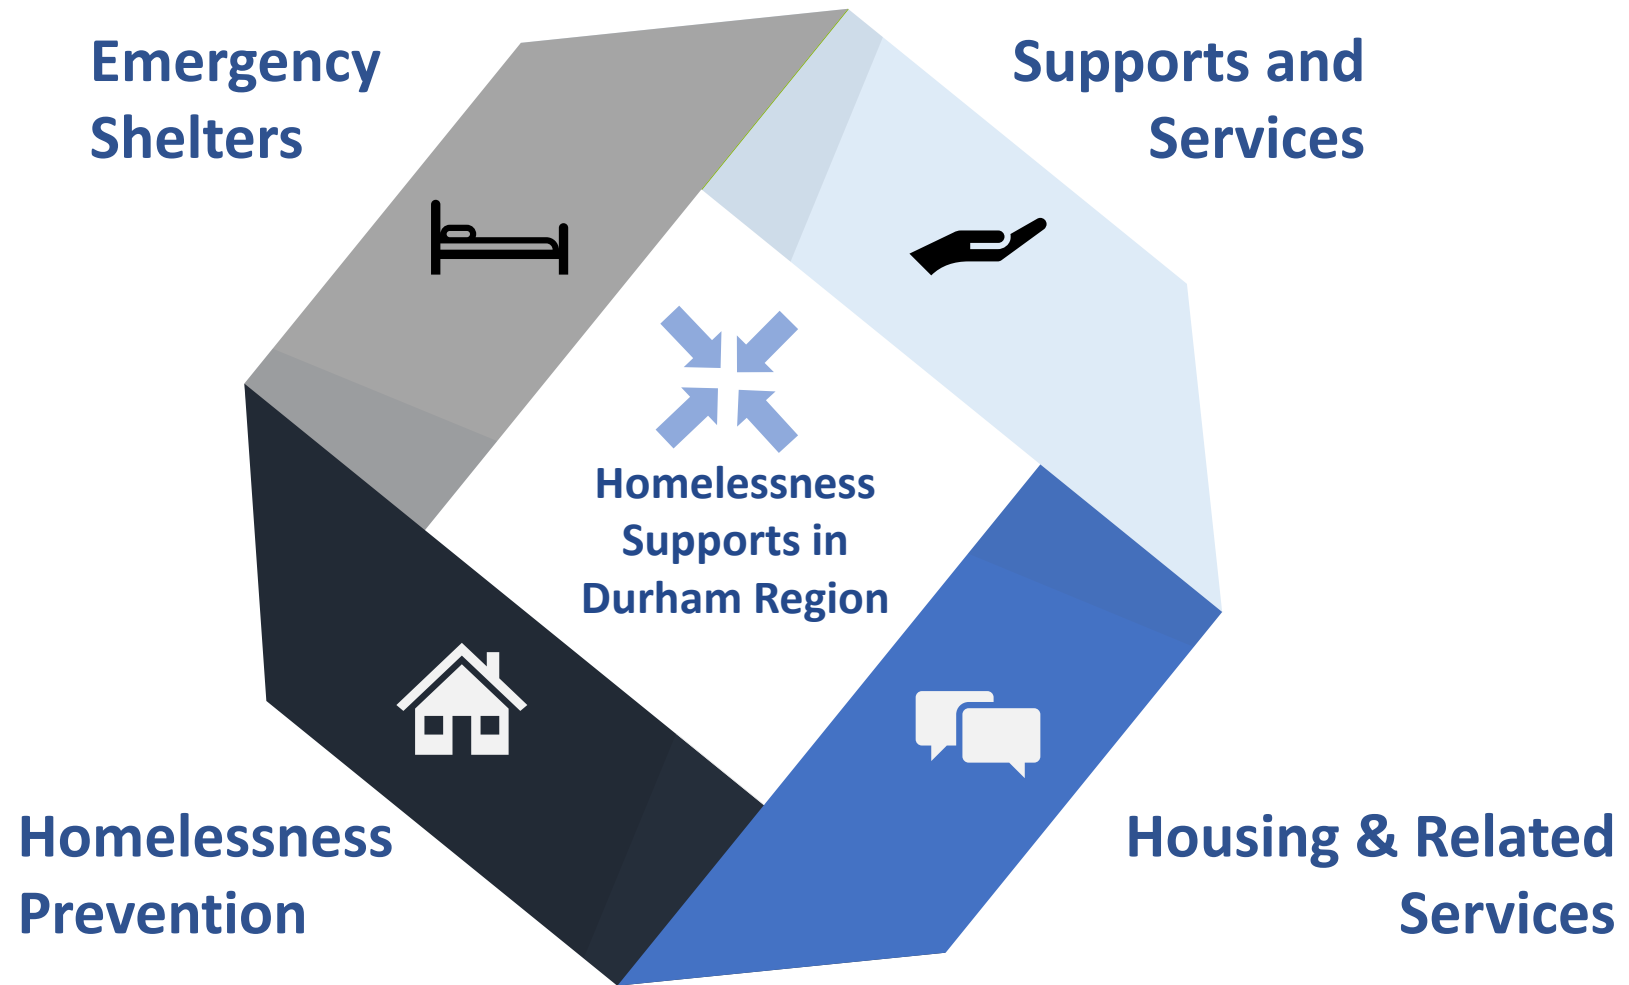 Emergency
Shelters
Supports and
Services
Homelessness
Supports in
Durham Region
Homelessness
Prevention
Housing & Related
Services